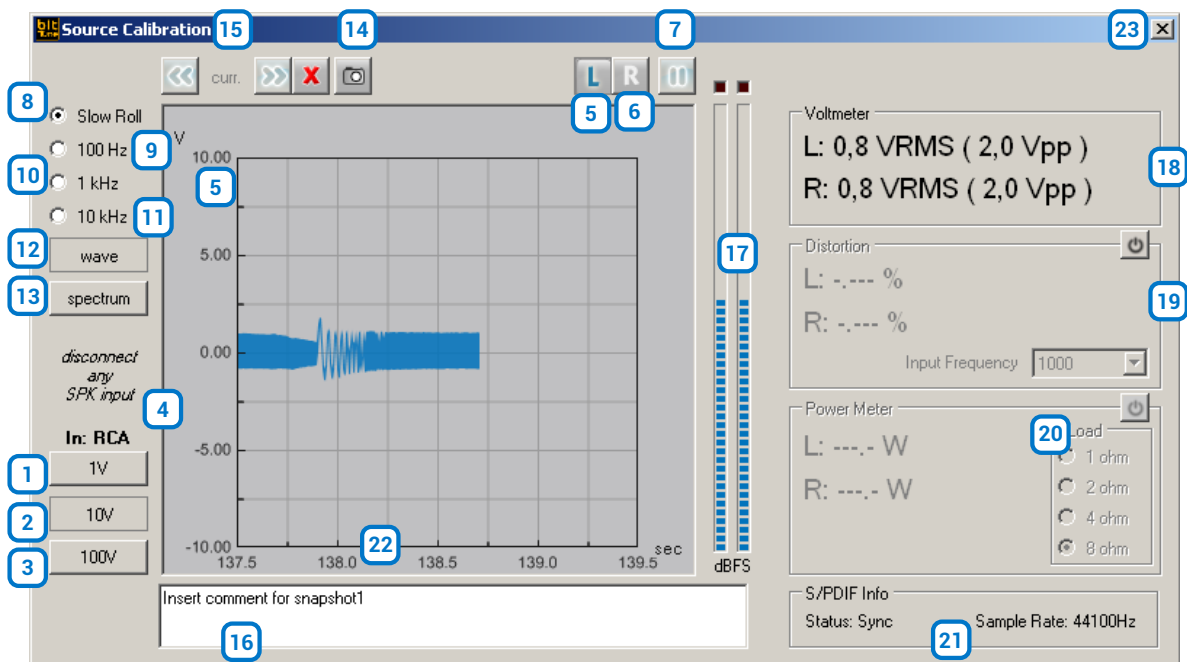 bit
Tune
Source Calibration
15
14
7
23
curr.
X
L
R
8
Slow Roll
5
6
9
100 Hz
10
1 kHz
11
10 kHz
12
wave
13
spectrum
disconnect
any
SPK input
4
In: RCA
1
1V
2
10V
3
100V
V
10.00
5
5.00
0.00
-5.00
-10.00
22
sec
137.5
138.0
138.5
139.0
139.5
17
dBFS
Insert comment for snapshot1
16
Voltmeter
L: 0,8 VRMS ( 2,0 Vpp )
R: 0,8 VRMS ( 2,0 Vpp )
18
Distortion
L: -.--- %
R: -.--- %
19
Input Frequency 1000
Power Meter
L: ---.- W
R: ---.- W
20
Load
1 ohm
2 ohm
4 ohm
8 ohm
S/PDIF Info
Status: Sync
Sample Rate: 44100Hz
21